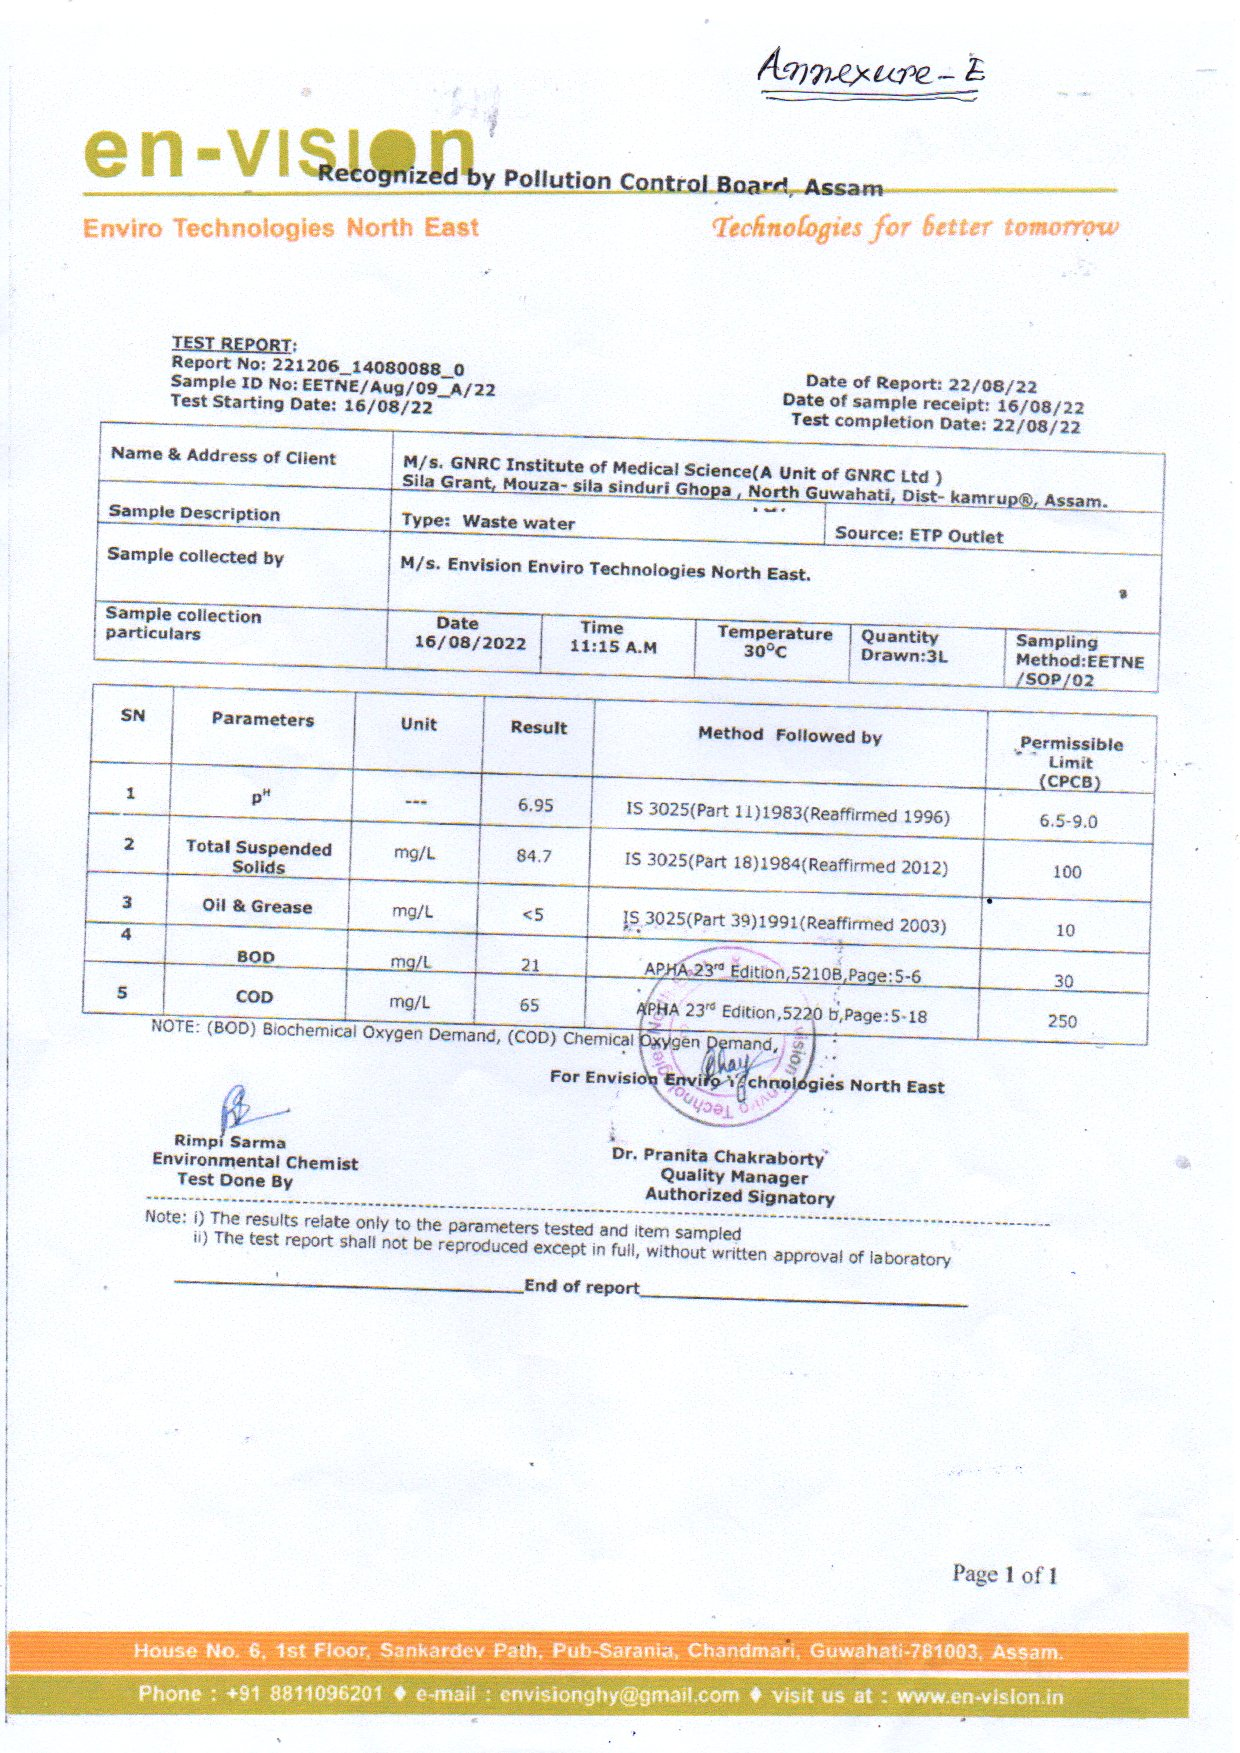 Annexure-E
en-vision
Recognized by Pollution Control Board, Assam
Enviro Technologies North East Technologies for better tomorrow
TEST REPORT:
Report No: 221206_14080088_0
Sample ID No: EETNE/Aug/09_A/22
Test Starting Date: 16/08/22
Date of Report: 22/08/22
Date of sample receipt: 16/08/22
Test completion Date: 22/08/22
Name & Address of Client
M/s. GNRC Institute of Medical Science(A Unit of GNRC Ltd )
Sila Grant, Mouza- sila sinduri Ghopa , North Guwahati, Dist- kamrup®, Assam.
Sample Description Type: Waste water Source: ETP Outlet
Sample collected by M/s. Envision Enviro Technologies North East.
Sample collection
particulars
Date
16/08/2022
Time
11:15 A.M
Temperature
30°C
Quantity
Drawn:3L
Sampling
Method:EETNE
/SOP/02
SN Parameters Unit Result Method Followed by Permissible
Limit
(CPCB)
1 pH --- 6.95 IS 3025(Part 11)1983(Reaffirmed 1996) 6.5-9.0
2 Total Suspended
Solids mg/L 84.7 IS 3025(Part 18)1984(Reaffirmed 2012) 100
3 Oil & Grease mg/L <5 IS 3025(Part 39)1991(Reaffirmed 2003) 10
4 BOD mg/L 21 APHA 23rd Edition,5210B,Page:5-6 30
5 COD mg/L 65 APHA 23rd Edition,5220 b,Page:5-18 250
NOTE: (BOD) Biochemical Oxygen Demand, (COD) Chemical Oxygen Demand,
For Envision Enviro Technologies North East
Rimpi Sarma
Environmental Chemist
Test Done By
Dr. Pranita Chakraborty
Quality Manager
Authorized Signatory
Note: i) The results relate only to the parameters tested and item sampled
ii) The test report shall not be reproduced except in full, without written approval of laboratory
End of report
Page 1 of 1
House No. 6, 1st Floor, Sankardev Path, Pub-Sarania, Chandmari, Guwahati-781003, Assam.
Phone : +91 8811096201 ♦ e-mail : envisionghy@gmail.com ♦ visit us at : www.en-vision.in